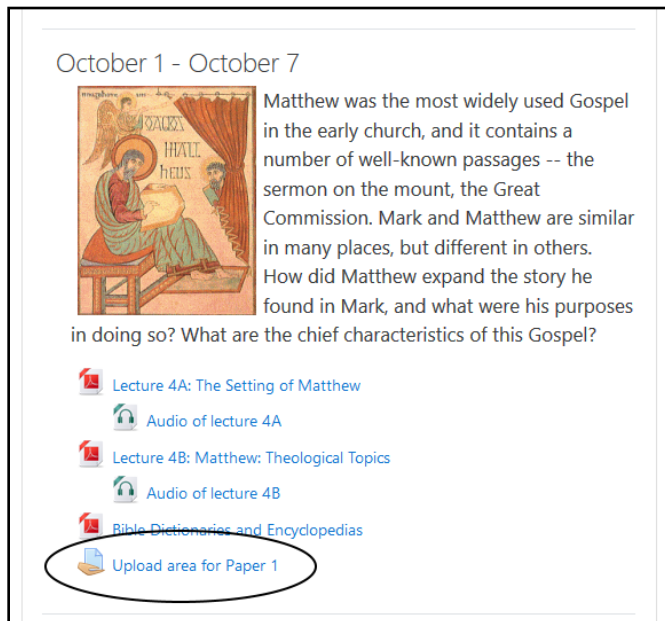 October 1 - October 7
imago hominis
O AGIOS
MATT
heus
Matthew was the most widely used Gospel
in the early church, and it contains a
number of well-known passages -- the
sermon on the mount, the Great
Commission. Mark and Matthew are similar
in many places, but different in others.
How did Matthew expand the story he
found in Mark, and what were his purposes
in doing so? What are the chief characteristics of this Gospel?
Lecture 4A: The Setting of Matthew
Audio of lecture 4A
Lecture 4B: Matthew: Theological Topics
Audio of lecture 4B
Bible Dictionaries and Encyclopedias
Upload area for Paper 1